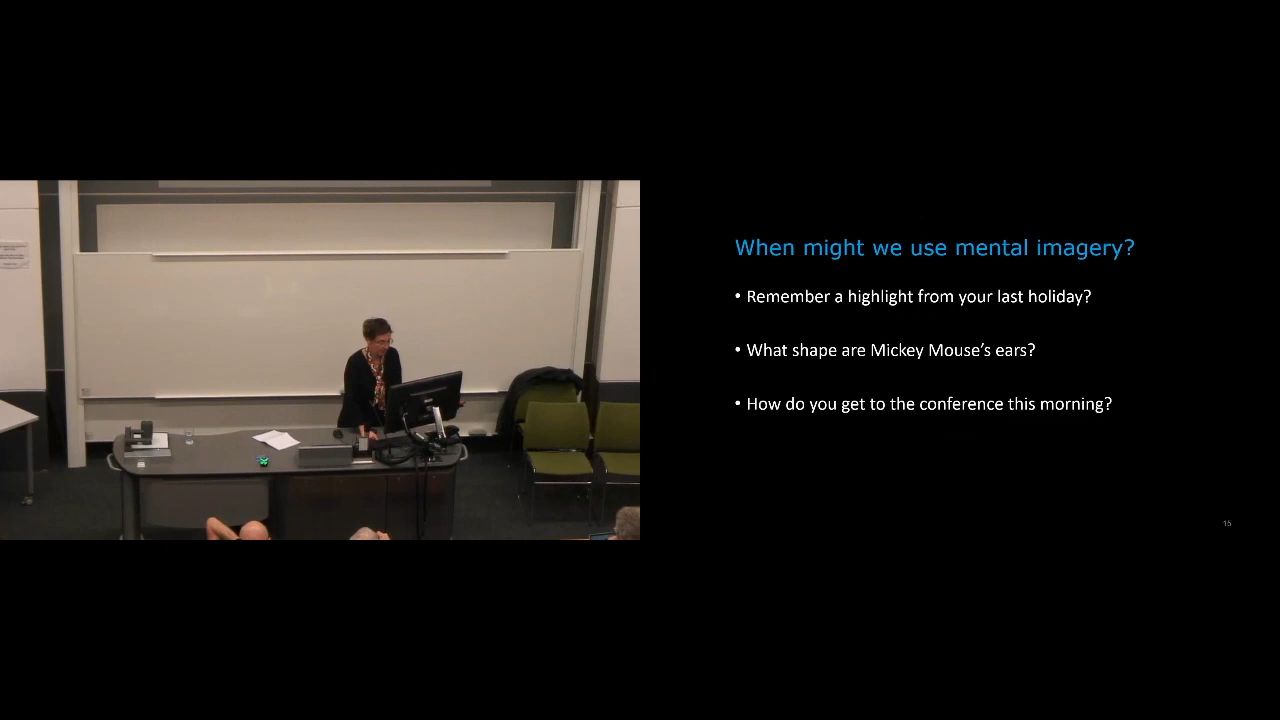 When might we use mental imagery?
• Remember a highlight from your last holiday?
• What shape are Mickey Mouse's ears?
• How do you get to the conference this morning?
16